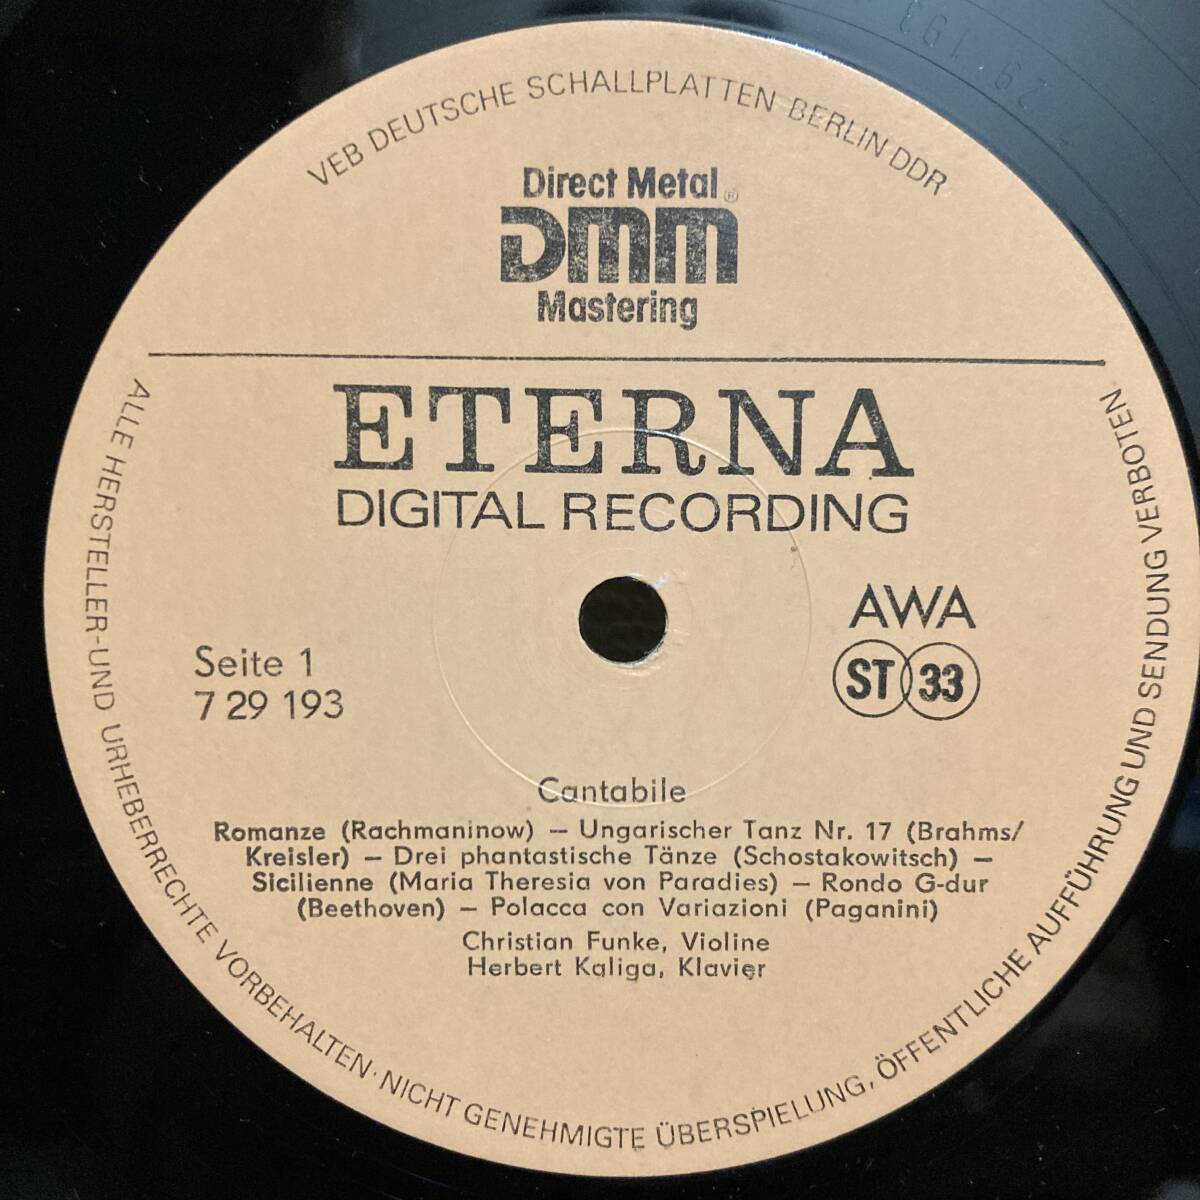 VEB DEUTSCHE SCHALLPLATTEN BERLIN DDR
Direct Metal
DMM®
Mastering
ETERNA
DIGITAL RECORDING
AWA
ST 33
Seite 1
7 29 193
Cantabile
Romanze (Rachmaninow) – Ungarischer Tanz Nr. 17 (Brahms/
Kreisler) – Drei phantastische Tänze (Schostakowitsch) –
Sicilienne (Maria Theresia von Paradies) – Rondo G-dur
(Beethoven) – Polacca con Variazioni (Paganini)
Christian Funke, Violine
Herbert Kaliga, Klavier
ALLE HERSTELLER-UND URHEBERRECHTE VORBEHALTEN · NICHT GENEHMIGTE ÜBERSPIELUNG, ÖFFENTLICHE AUFFÜHRUNG UND SENDUNG VERBOTEN